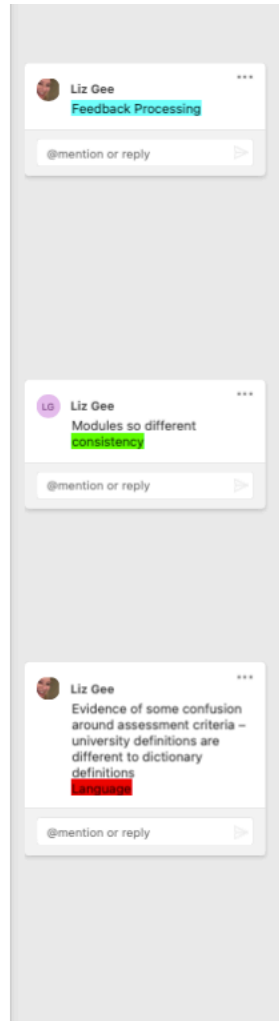 Liz Gee
Feedback Processing
@mention or reply
LG Liz Gee
Modules so different
consistency
@mention or reply
Liz Gee
Evidence of some confusion
around assessment criteria –
university definitions are
different to dictionary
definitions
Language
@mention or reply